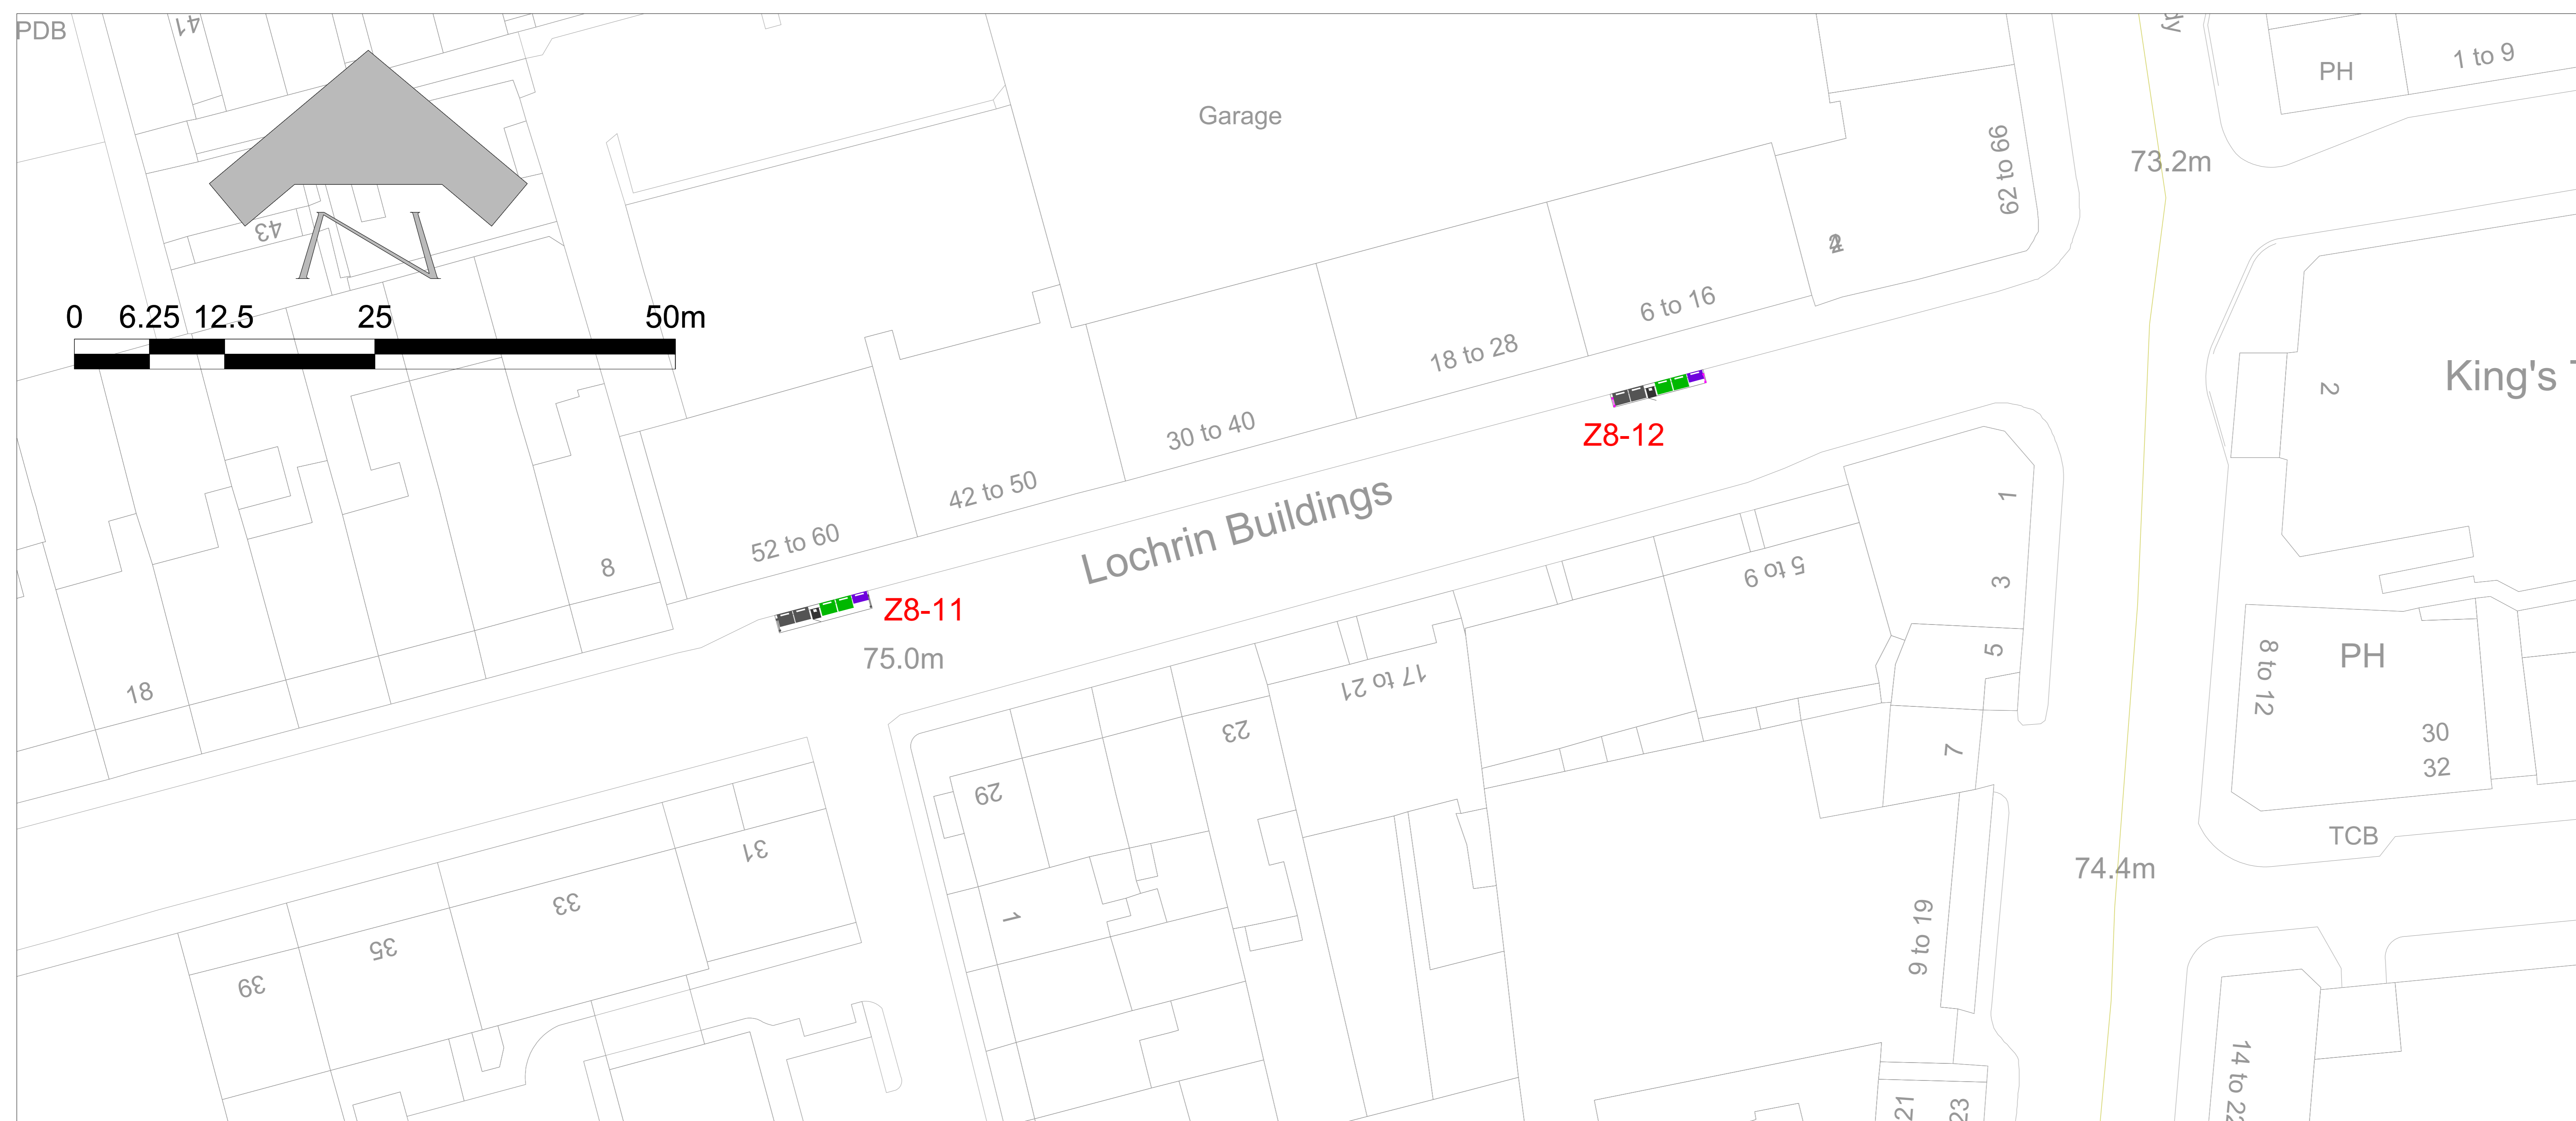 PDB
41
dy
PH
1 to 9
Garage
73.2m
62 to 66
43
N
2
4
0 6.25 12.5 25 50m
6 to 16
18 to 28
30 to 40
42 to 50
52 to 60
Z8-12
Z8-11
Lochrin Buildings
75.0m
King's
2
8
18
1
3
5
5 to 9
7
17 to 21
23
29
1
31
33
35
39
8 to 12
PH
30
32
TCB
74.4m
9 to 19
21
23
14 to 22